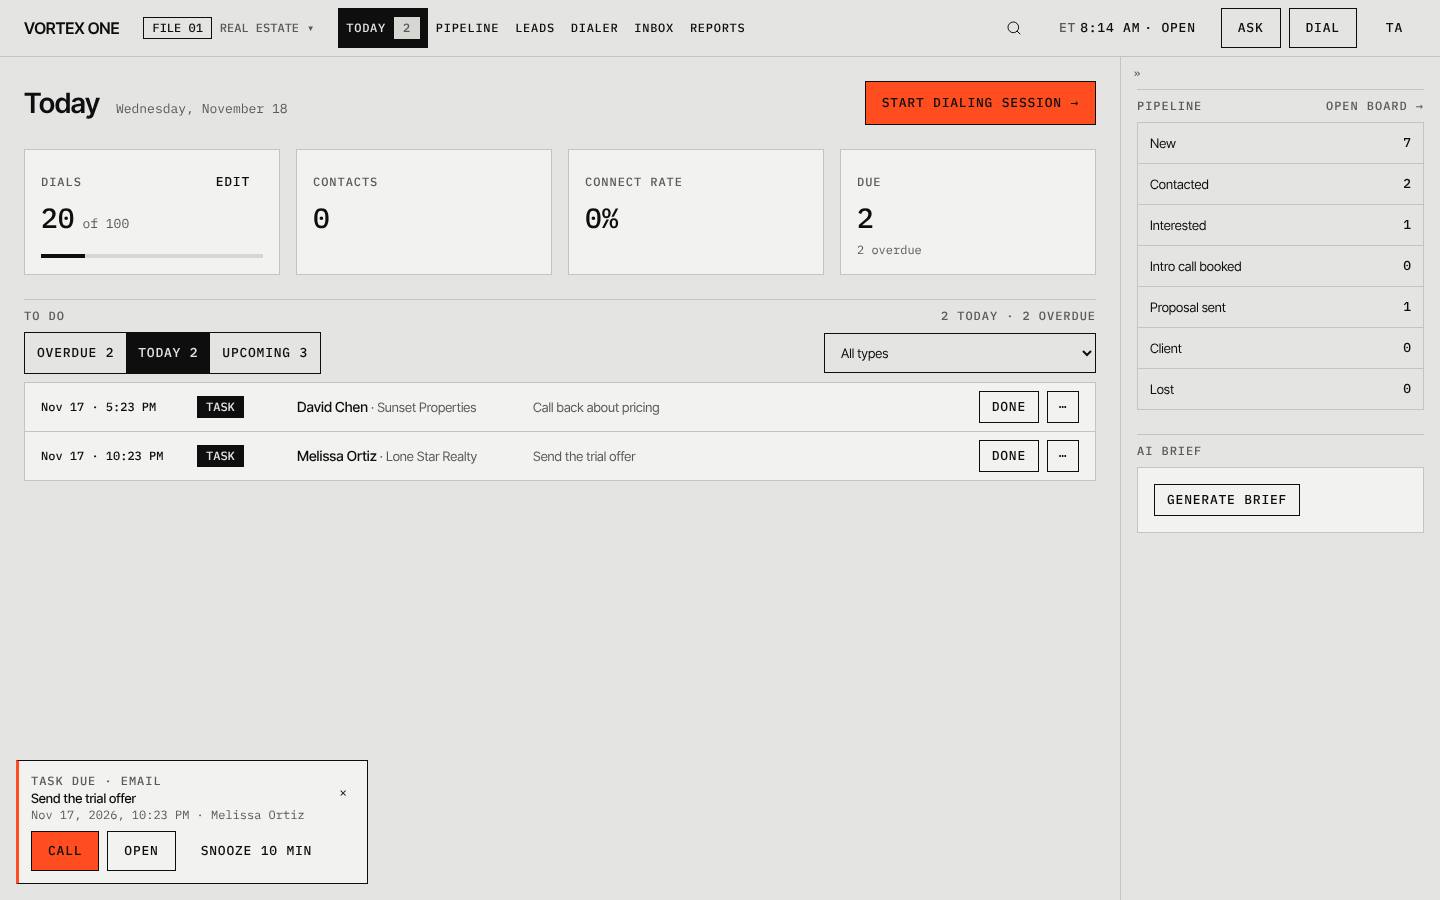 VORTEX ONE FILE 01 REAL ESTATE ▾ TODAY 2 PIPELINE LEADS DIALER INBOX REPORTS ET 8:14 AM · OPEN ASK DIAL TA
Today Wednesday, November 18 START DIALING SESSION →
DIALS EDIT
20 of 100
CONTACTS
0
CONNECT RATE
0%
DUE
2
2 overdue
TO DO 2 TODAY · 2 OVERDUE
OVERDUE 2 TODAY 2 UPCOMING 3 All types
Nov 17 · 5:23 PM TASK David Chen · Sunset Properties Call back about pricing DONE ⋯
Nov 17 · 10:23 PM TASK Melissa Ortiz · Lone Star Realty Send the trial offer DONE ⋯
TASK DUE · EMAIL
Send the trial offer ×
Nov 17, 2026, 10:23 PM · Melissa Ortiz
CALL OPEN SNOOZE 10 MIN
»
PIPELINE OPEN BOARD →
New 7
Contacted 2
Interested 1
Intro call booked 0
Proposal sent 1
Client 0
Lost 0
AI BRIEF
GENERATE BRIEF